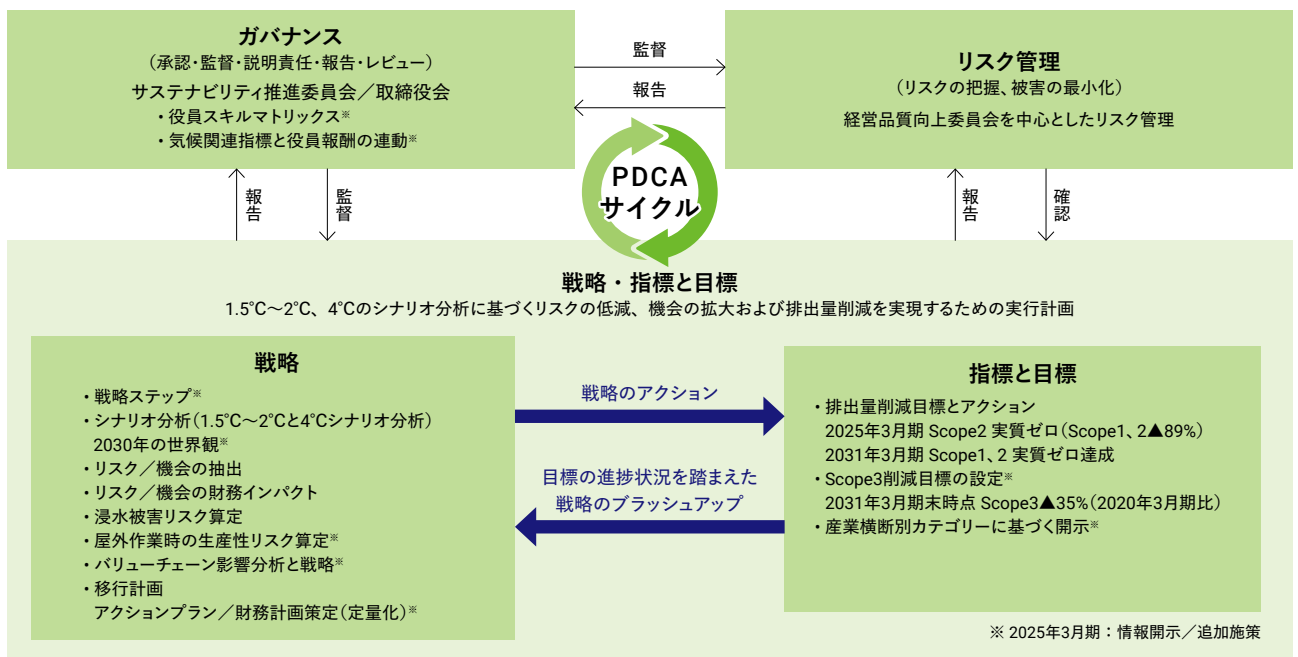 ガバナンス
（承認・監督・説明責任・報告・レビュー）
サステナビリティ推進委員会／取締役会
・役員スキルマトリックス※
・気候関連指標と役員報酬の連動※
監督
報告
リスク管理
（リスクの把握、被害の最小化）
経営品質向上委員会を中心としたリスク管理
PDCA
サイクル
報告
監督
報告
確認
戦略・指標と目標
1.5℃～2℃、4℃のシナリオ分析に基づくリスクの低減、機会の拡大および排出量削減を実現するための実行計画
戦略
・戦略ステップ※
・シナリオ分析（1.5℃～2℃と4℃シナリオ分析）
2030年の世界観※
・リスク／機会の抽出
・リスク／機会の財務インパクト
・浸水被害リスク算定
・屋外作業時の生産性リスク算定※
・バリューチェーン影響分析と戦略※
・移行計画
アクションプラン／財務計画策定（定量化）※
戦略のアクション
目標の進捗状況を踏まえた
戦略のブラッシュアップ
指標と目標
・排出量削減目標とアクション
2025年3月期 Scope2 実質ゼロ（Scope1、2▲89%）
2031年3月期 Scope1、2 実質ゼロ達成
・Scope3削減目標の設定※
2031年3月期末時点 Scope3▲35%（2020年3月期比）
・産業横断別カテゴリーに基づく開示※
※ 2025年3月期：情報開示／追加施策